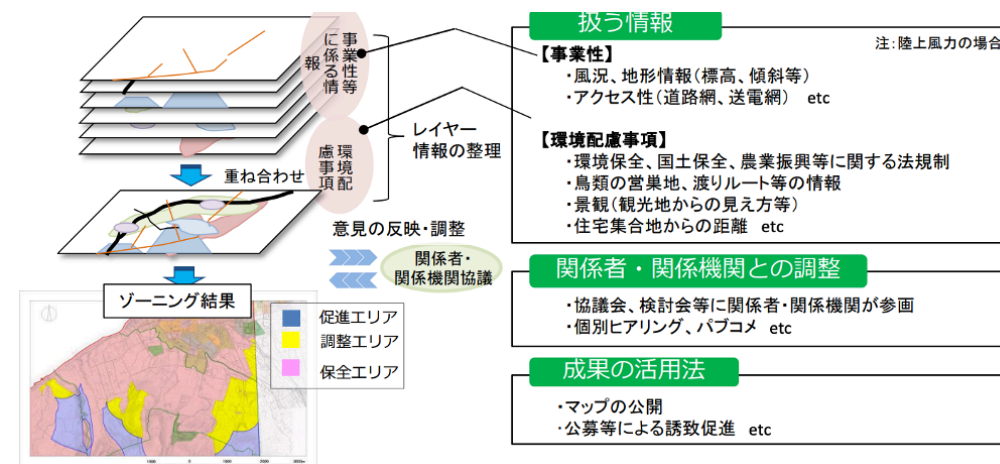 事業性等
に係る情
報
環境配
慮事項
レイヤー
情報の整理
重ね合わせ
意見の反映・調整
関係者・
関係機関協議
ゾーニング結果
促進エリア
調整エリア
保全エリア
扱う情報
注:陸上風力の場合
【事業性】
・風況、地形情報(標高、傾斜等)
・アクセス性(道路網、送電網) etc
【環境配慮事項】
・環境保全、国土保全、農業振興等に関する法規制
・鳥類の営巣地、渡りルート等の情報
・景観(観光地からの見え方等)
・住宅集合地からの距離 etc
関係者・関係機関との調整
・協議会、検討会等に関係者・関係機関が参画
・個別ヒアリング、パブコメ etc
成果の活用法
・マップの公開
・公募等による誘致促進 etc